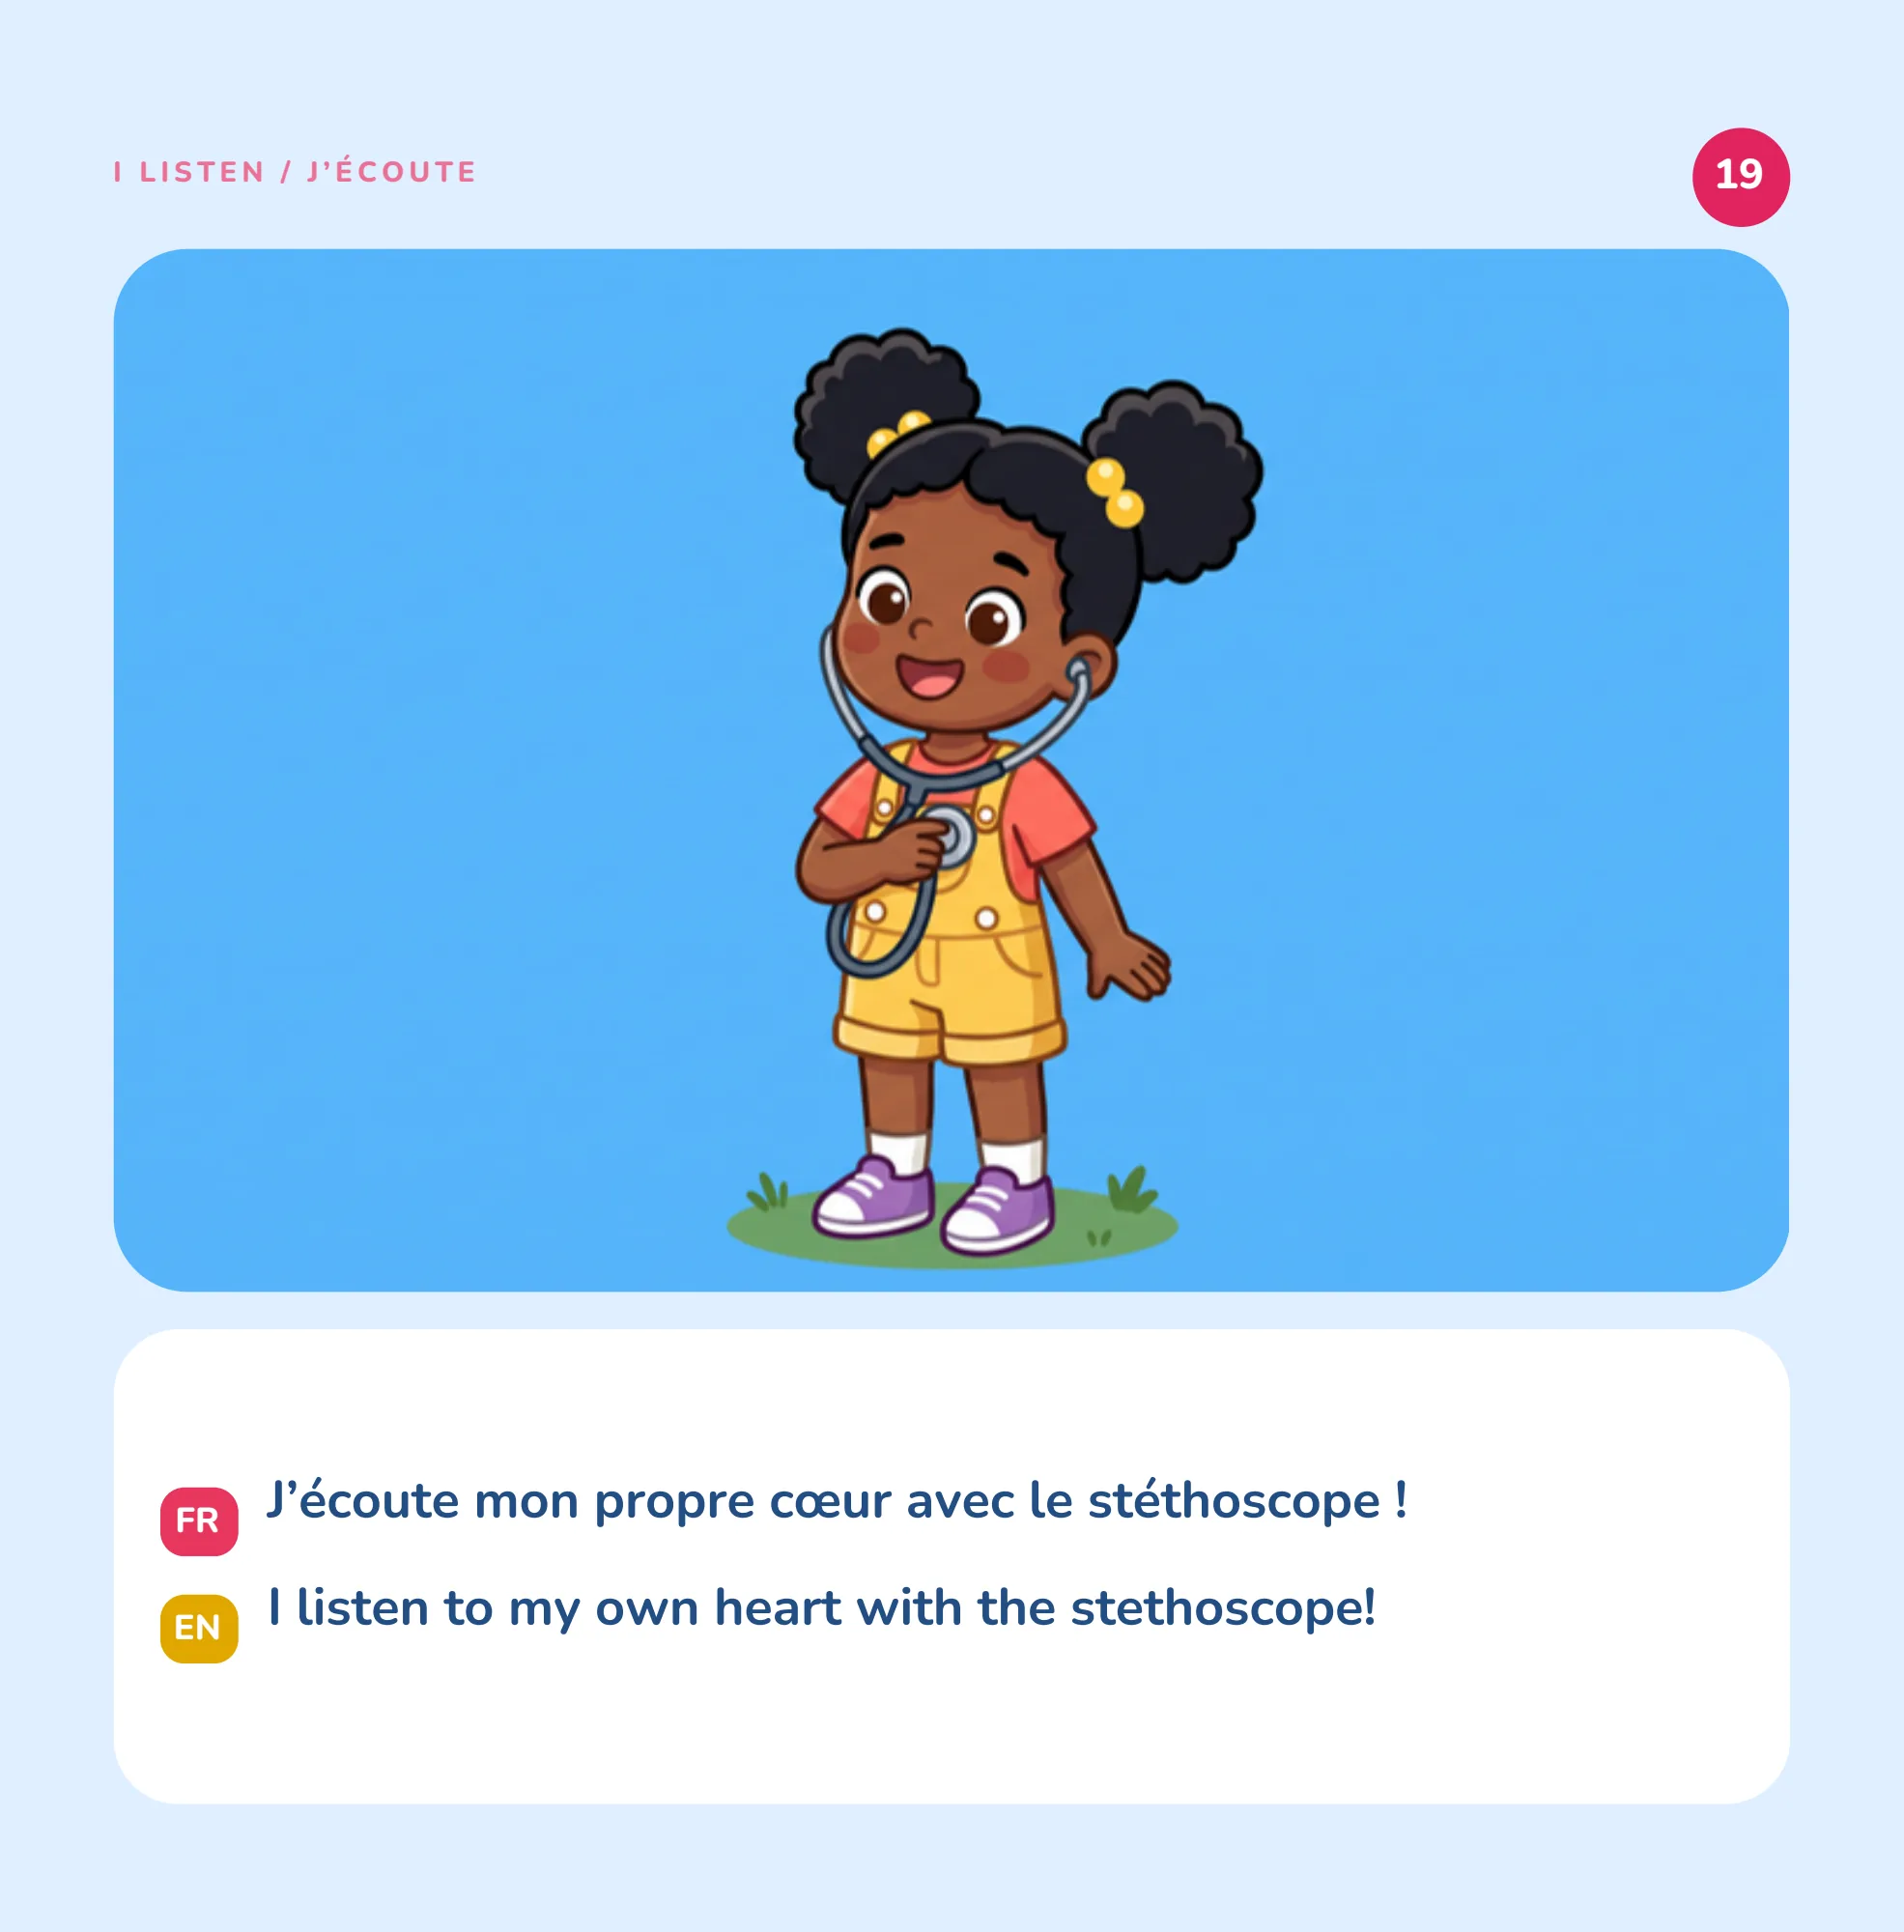 I LISTEN / J’ÉCOUTE
19
FR J’écoute mon propre cœur avec le stéthoscope !
EN I listen to my own heart with the stethoscope!